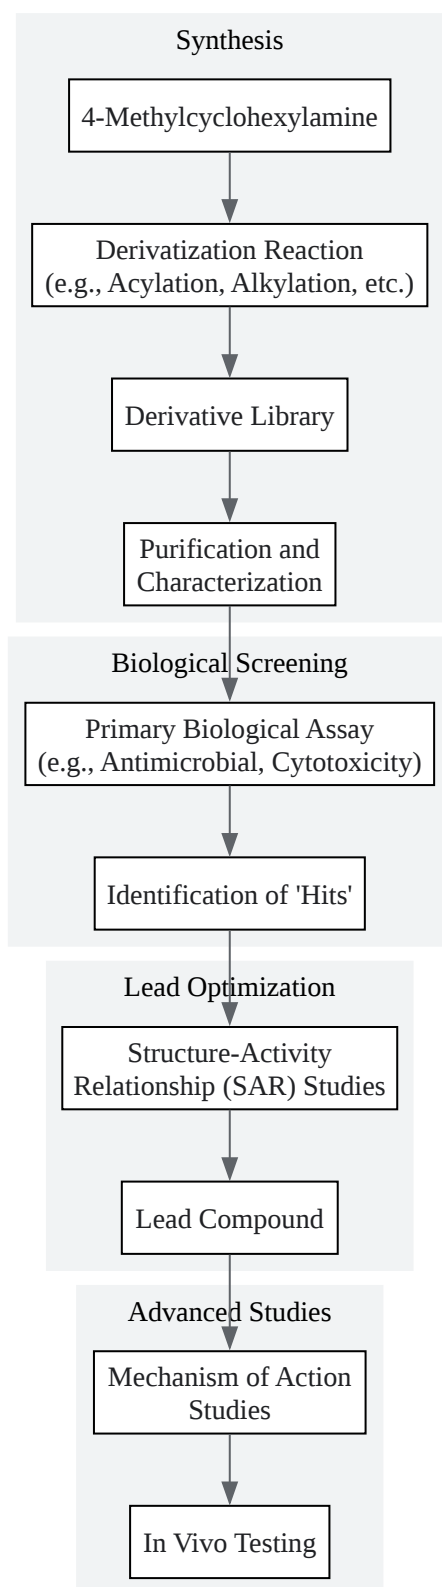 Synthesis
4-Methylcyclohexylamine
Derivatization Reaction
(e.g., Acylation, Alkylation, etc.)
Derivative Library
Purification and
Characterization
Biological Screening
Primary Biological Assay
(e.g., Antimicrobial, Cytotoxicity)
Identification of 'Hits'
Lead Optimization
Structure-Activity
Relationship (SAR) Studies
Lead Compound
Advanced Studies
Mechanism of Action
Studies
In Vivo Testing